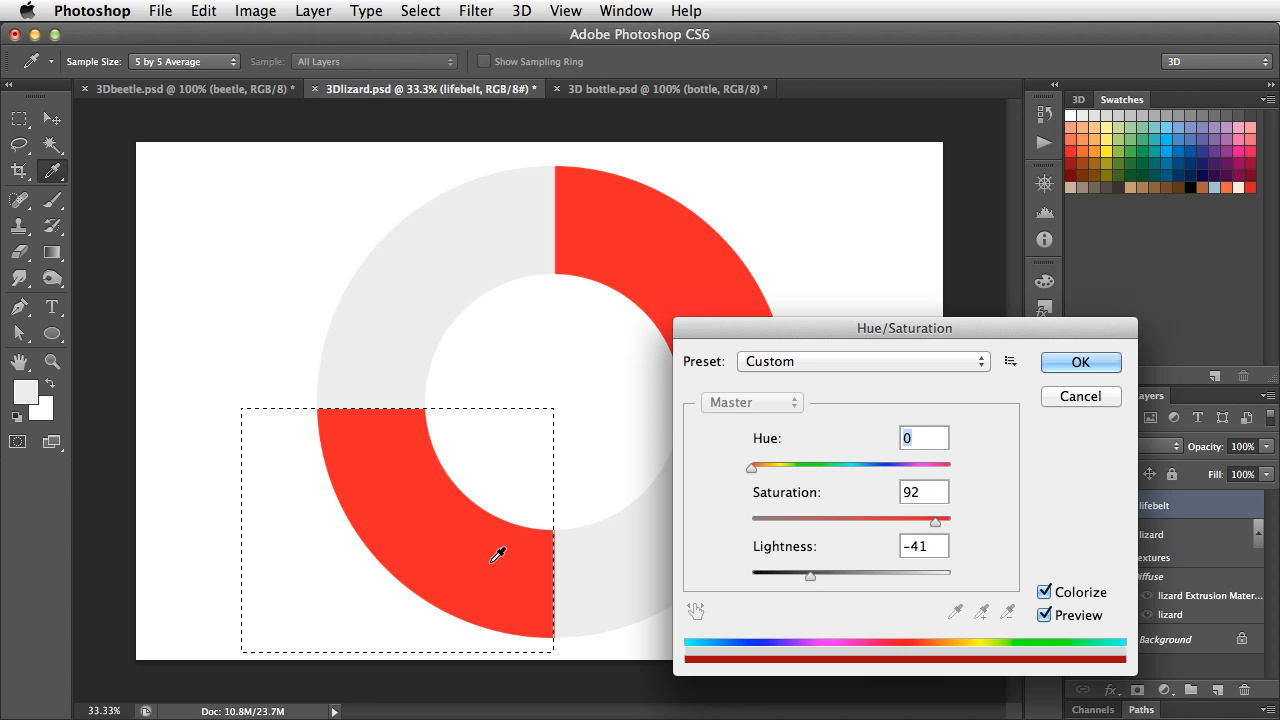 Photoshop File Edit Image Layer Type Select Filter 3D View Window Help
Adobe Photoshop CS6
Sample Size: 5 by 5 Average Sample: All Layers Show Sampling Ring 3D
3Dbeetle.psd @ 100% (beetle, RGB/8) * 3Dlizard.psd @ 33.3% (lifebelt, RGB/8#) * 3D bottle.psd @ 100% (bottle, RGB/8) *
3D Swatches
Hue/Saturation
Preset: Custom OK
Cancel
Master
Hue: 0
Saturation: 92
Lightness: -41
Colorize
Preview
ayers
Opacity: 100%
Fill: 100%
lifebelt
lizard
extures
Diffuse
lizard Extrusion Mater...
lizard
Background
33.33% Doc: 10.8M/23.7M
Channels Paths